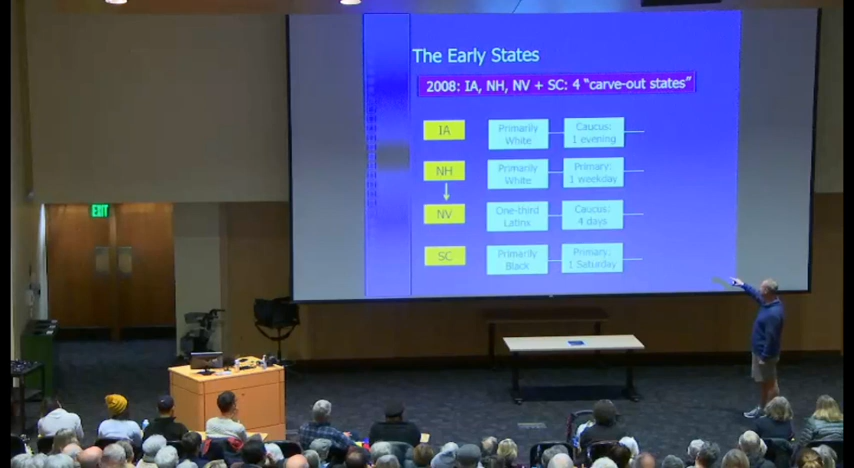 The Early States
2008: IA, NH, NV + SC: 4 “carve-out states”
IA
Primarily
White
Caucus:
1 evening
NH
Primarily
White
Primary:
1 weekday
NV
One-third
Latinx
Caucus:
4 days
SC
Primarily
Black
Primary:
1 Saturday
EXIT